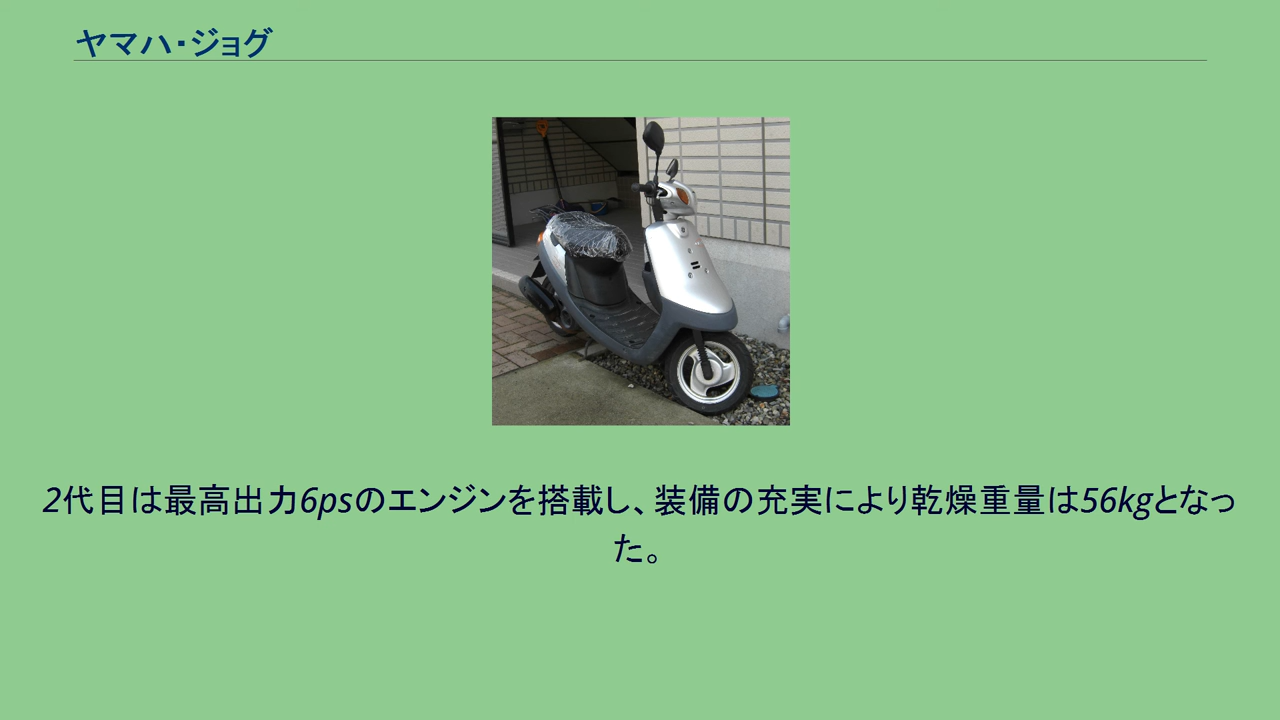 ヤマハ・ジョグ
2代目は最高出力6psのエンジンを搭載し、装備の充実により乾燥重量は56kgとなっ
た。